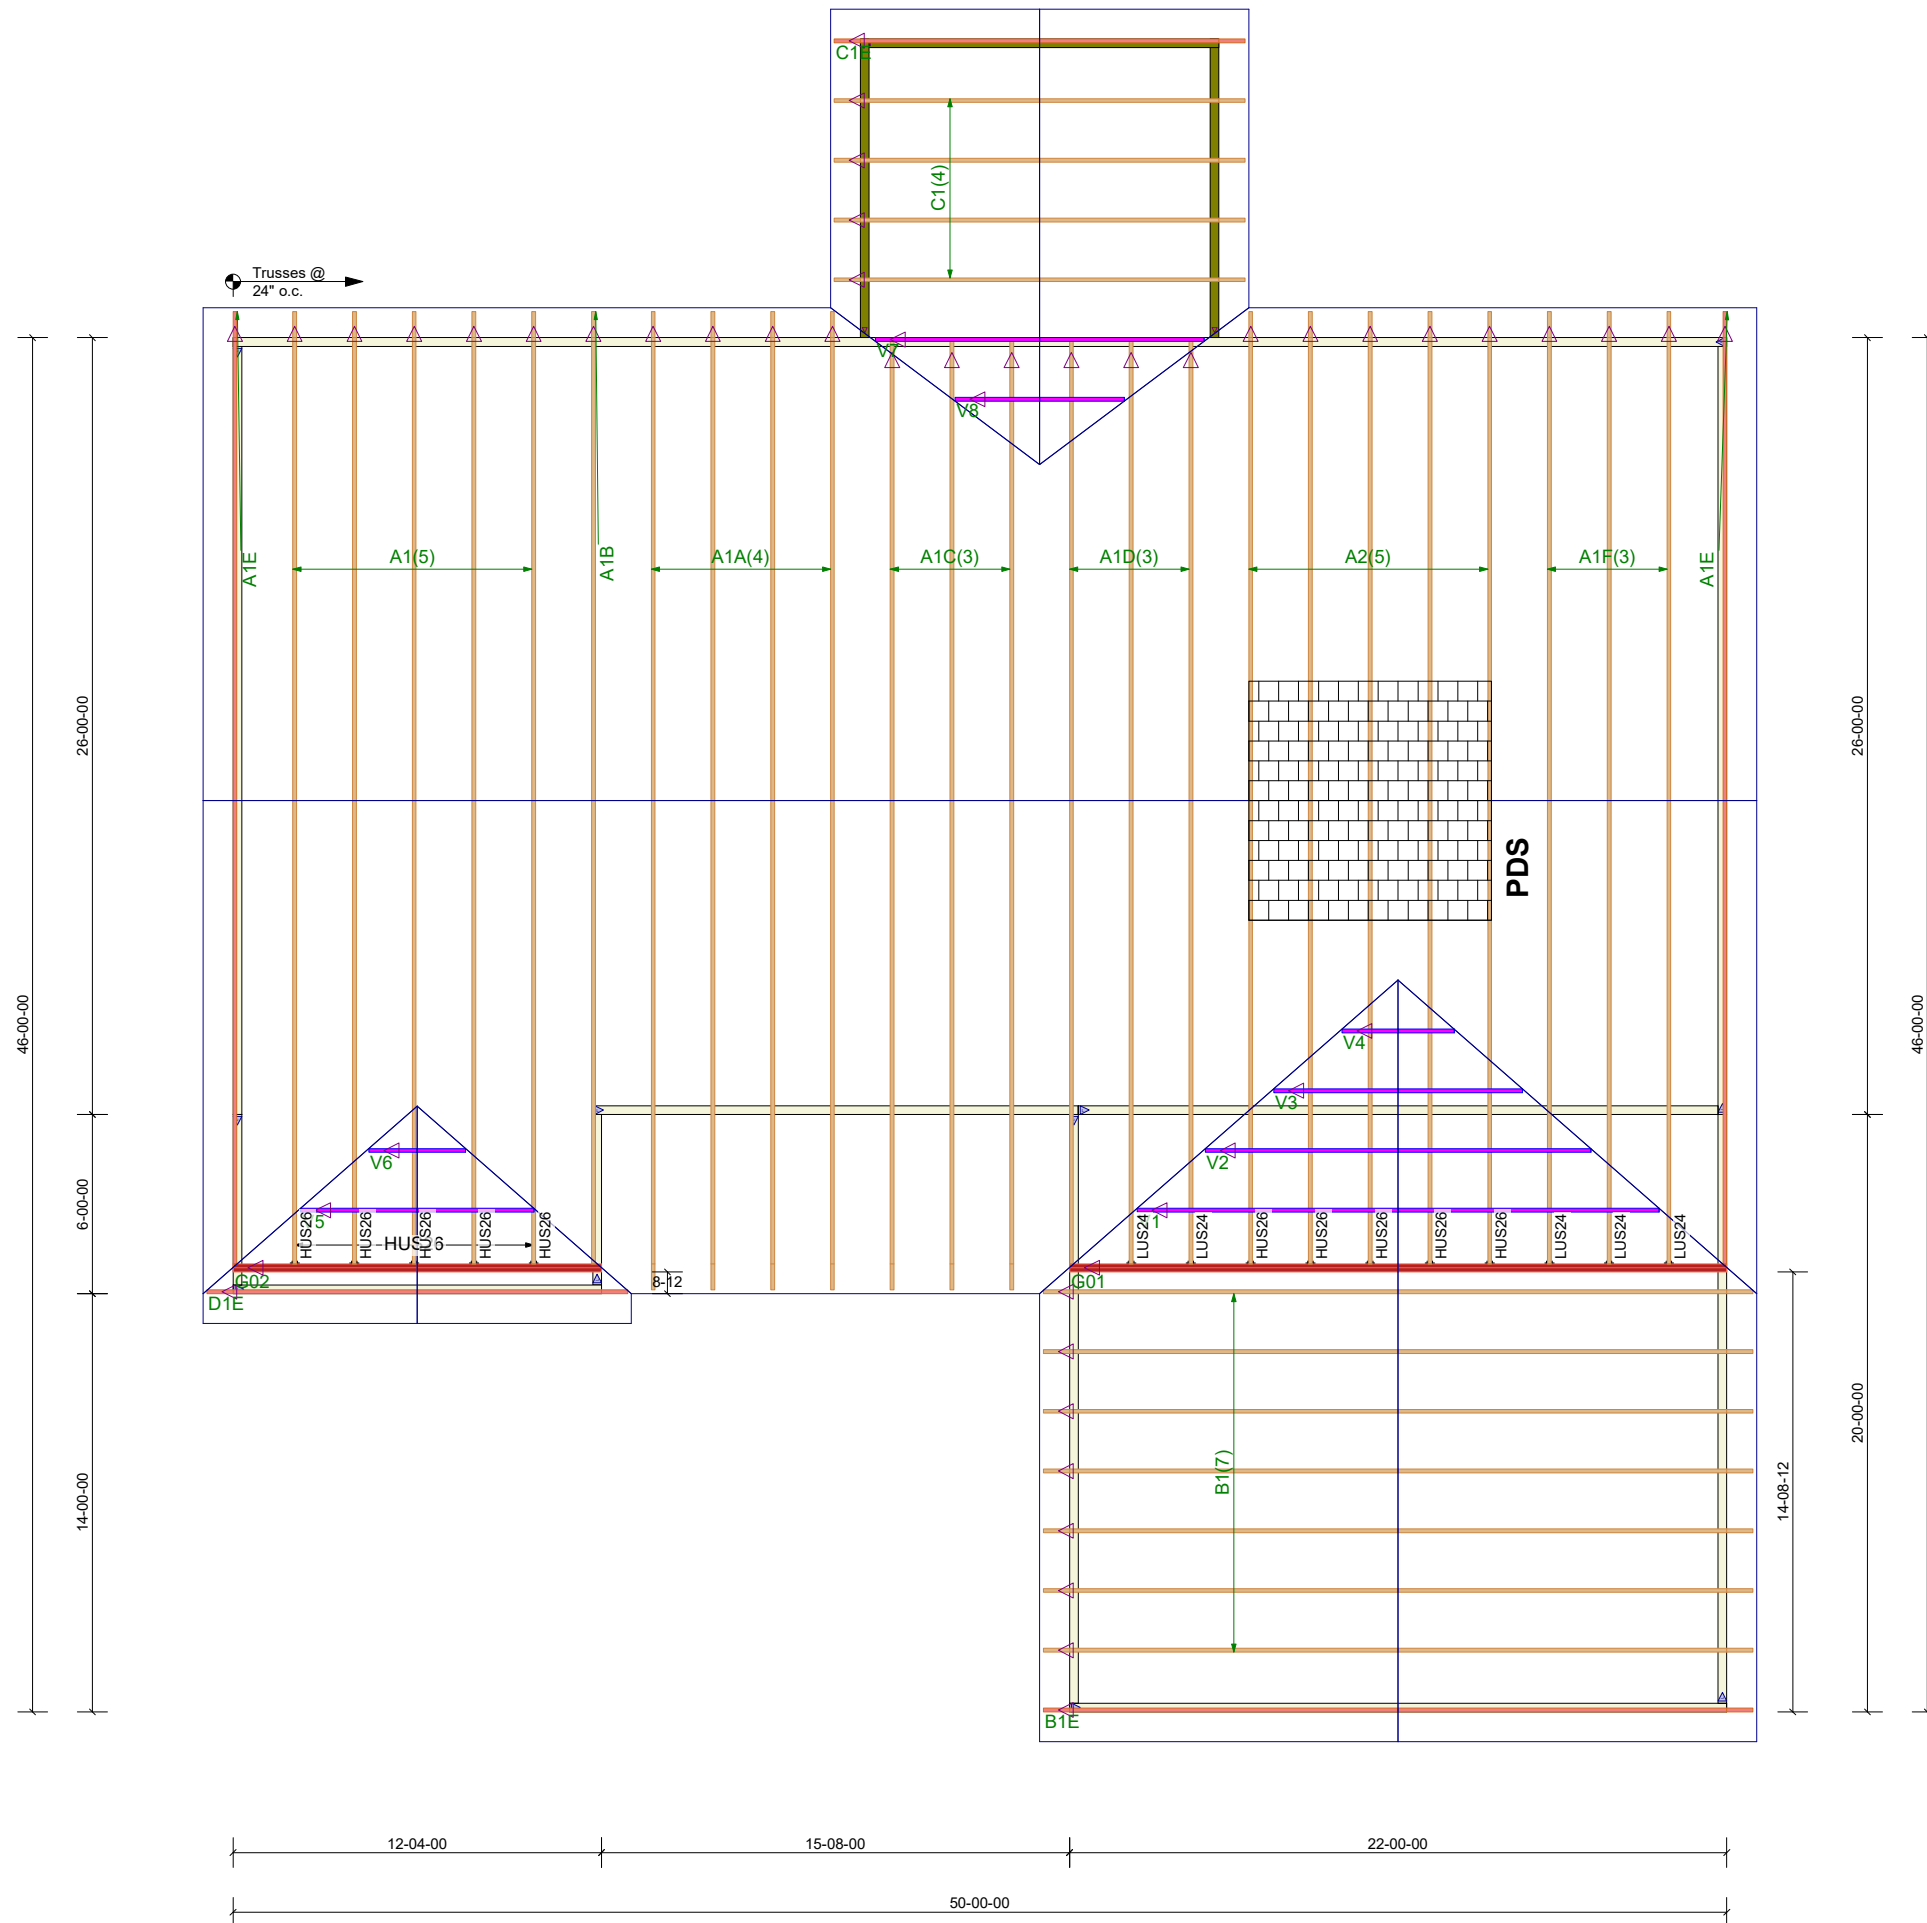 C1E
C1(4)
Trusses @
24" o.c.
V7
V8
A1E
A1(5)
A1B
A1A(4)
A1C(3)
A1D(3)
A2(5)
A1F(3)
A1E
26-00-00
26-00-00
PDS
46-00-00
46-00-00
V4
V3
V6
V2
6-00-00
5
1
HUS26
HUS26
HUS26
HUS26
HUS26
HUS26
LUS24
LUS24
HUS26
HUS26
HUS26
HUS26
HUS26
LUS24
LUS24
LUS24
G02
8-12
G01
D1E
B1(7)
14-00-00
20-00-00
14-08-12
B1E
12-04-00
15-08-00
22-00-00
50-00-00